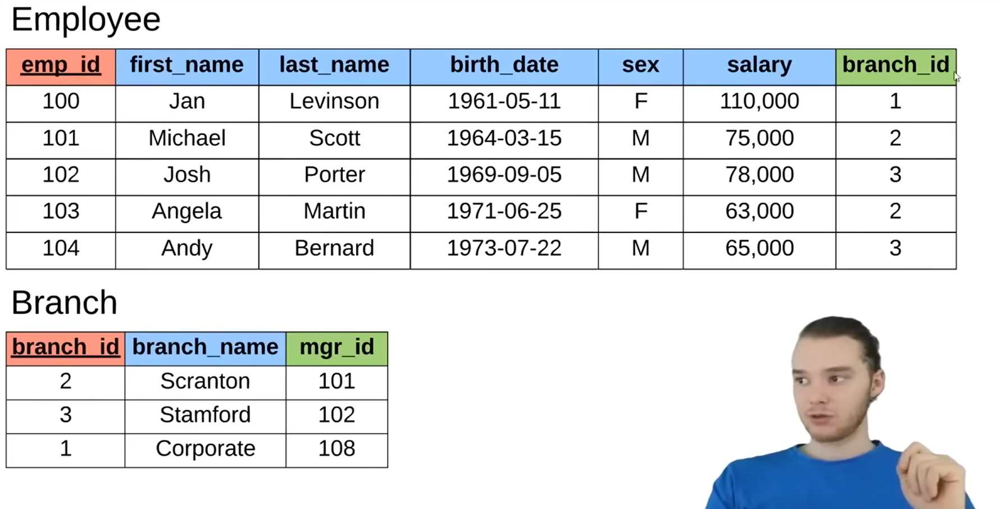 Employee
emp_id first_name last_name birth_date sex salary branch_id
100 Jan Levinson 1961-05-11 F 110,000 1
101 Michael Scott 1964-03-15 M 75,000 2
102 Josh Porter 1969-09-05 M 78,000 3
103 Angela Martin 1971-06-25 F 63,000 2
104 Andy Bernard 1973-07-22 M 65,000 3
Branch
branch_id branch_name mgr_id
2 Scranton 101
3 Stamford 102
1 Corporate 108